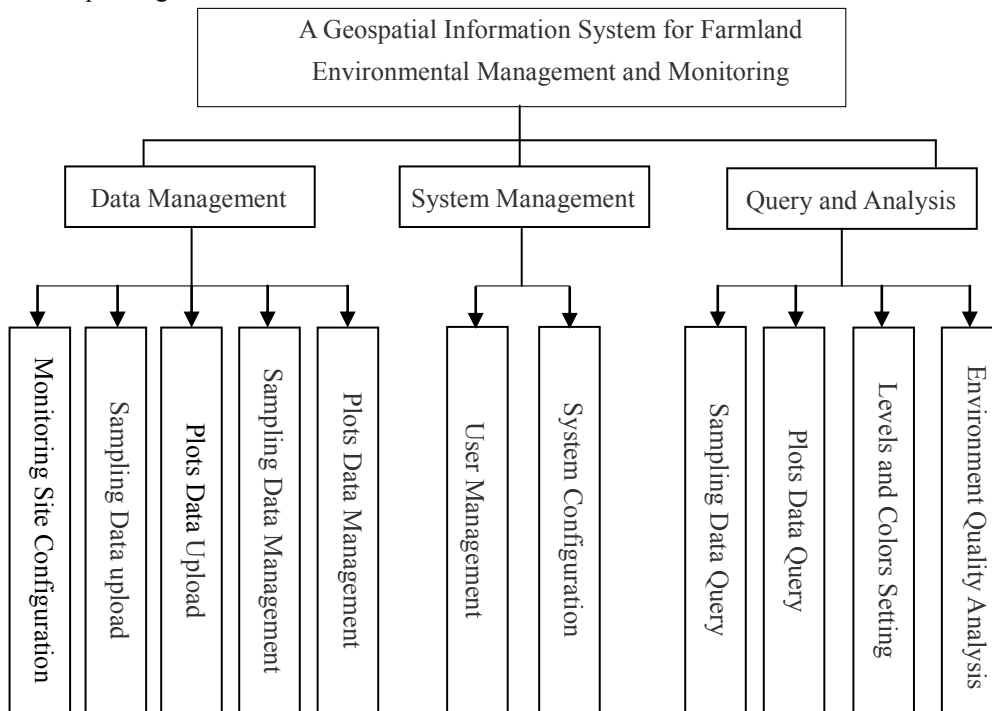 A Geospatial Information System for Farmland
Environmental Management and Monitoring
Data Management
System Management
Query and Analysis
Monitoring Site Configuration
Sampling Data upload
Plots Data Upload
Sampling Data Management
Plots Data Management
User Management
System Configuration
Sampling Data Query
Plots Data Query
Levels and Colors Setting
Environment Quality Analysis